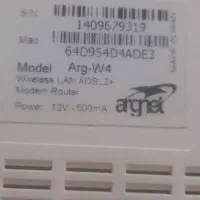 S/N:
1409679319
Mac:
64D954D4ADE3
Model Arg-W4
Wireless LAN ADSL2+
Modem Router
Power: 12V - 500mA
argnet